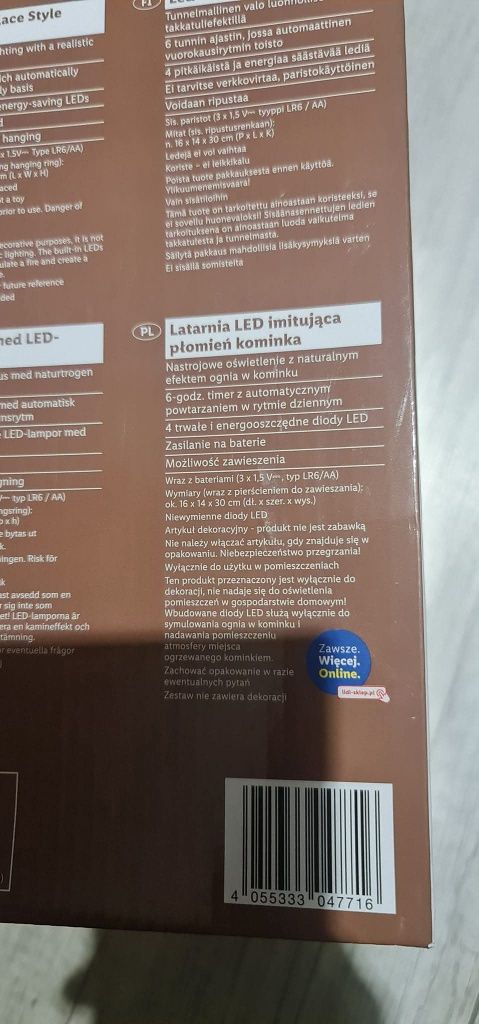 ace Style
hting with a realistic
ich automatically
ly basis
energy-saving LEDs
d
hanging
x 1.5V⎓ Type LR6/AA)
ng hanging ring):
m (L x W x H)
aced
t a toy
prior to use. Danger of
ecorative purposes, it is not
c lighting. The built-in LEDs
ulate a fire and create a
e.
future reference
ded
FI
Tunnelmallinen valo luonnollise
takkatuliefektillä
6 tunnin ajastin, jossa automaattinen
vuorokausirytmin toisto
4 pitkäikäistä ja energiaa säästävää lediä
Ei tarvitse verkkovirtaa, paristokäyttöinen
Voidaan ripustaa
Sis. paristot (3 x 1,5 V⎓ tyyppi LR6 / AA)
Mitat (sis. ripustusrenkaan):
n. 16 x 14 x 30 cm (P x L x K)
Ledejä ei voi vaihtaa
Koriste – ei leikkikalu
Poista tuote pakkauksesta ennen käyttöä.
Ylikuumenemisvaara!
Vain sisätiloihin
Tämä tuote on tarkoitettu ainoastaan koristeeksi, se
ei sovellu huonevaloksi! Sisäänasennettujen ledien
tarkoituksena on ainoastaan luoda vaikutelma
takkatulesta ja tunnelmasta.
Säilytä pakkaus mahdollisia lisäkysymyksiä varten
Ei sisällä somisteita
med LED-
us med naturtrogen
med automatisk
nsrytm
LED-lampor med
gning
V⎓ typ LR6 / AA)
ngsring):
o x h)
e bytas ut
k.
ningen. Risk för
k
ast avsedd som en
r sig inte som
et! LED-lamporna är
era en kamineffekt och
tämning.
ör eventuella frågor
PL
Latarnia LED imitująca
płomień kominka
Nastrojowe oświetlenie z naturalnym
efektem ognia w kominku
6-godz. timer z automatycznym
powtarzaniem w rytmie dziennym
4 trwałe i energooszczędne diody LED
Zasilanie na baterie
Możliwość zawieszenia
Wraz z bateriami (3 x 1,5 V⎓, typ LR6/AA)
Wymiary (wraz z pierścieniem do zawieszania):
ok. 16 x 14 x 30 cm (dł. x szer. x wys.)
Niewymienne diody LED
Artykuł dekoracyjny - produkt nie jest zabawką
Nie należy włączać artykułu, gdy znajduje się w
opakowaniu. Niebezpieczeństwo przegrzania!
Wyłącznie do użytku w pomieszczeniach
Ten produkt przeznaczony jest wyłącznie do
dekoracji, nie nadaje się do oświetlenia
pomieszczeń w gospodarstwie domowym!
Wbudowane diody LED służą wyłącznie do
symulowania ognia w kominku i
nadawania pomieszczeniu
atmosfery miejsca
ogrzewanego kominkiem.
Zachować opakowanie w razie
ewentualnych pytań
Zestaw nie zawiera dekoracji
Zawsze.
Więcej.
Online.
lidl-sklep.pl
4 055333 047716